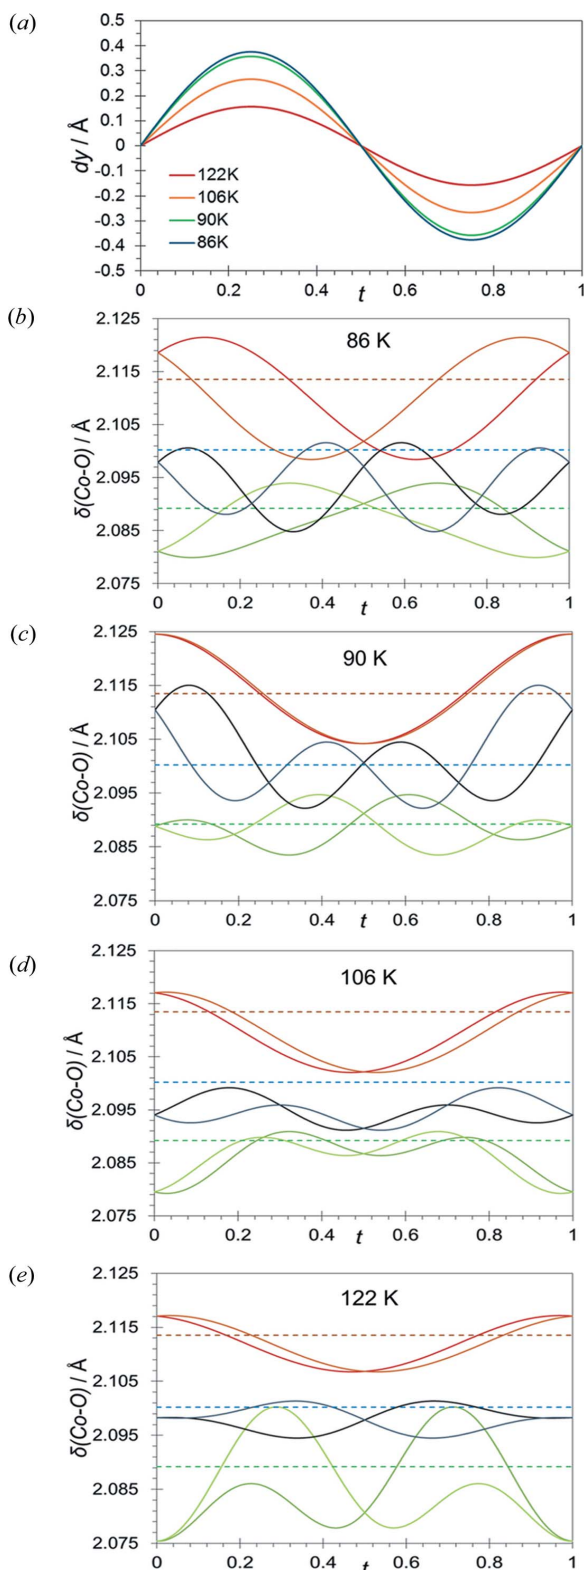 (a)
dy / Å
0.5
0.4
0.3
0.2
0.1
0
-0.1
-0.2
-0.3
-0.4
-0.5
122K
106K
90K
86K
0 0.2 0.4 t 0.6 0.8 1
(b)
δ(Co-O) / Å
86 K
2.125
2.115
2.105
2.095
2.085
2.075
0 0.2 0.4 t 0.6 0.8 1
(c)
δ(Co-O) / Å
90 K
2.125
2.115
2.105
2.095
2.085
2.075
0 0.2 0.4 t 0.6 0.8 1
(d)
δ(Co-O) / Å
106 K
2.125
2.115
2.105
2.095
2.085
2.075
0 0.2 0.4 t 0.6 0.8 1
(e)
δ(Co-O) / Å
122 K
2.125
2.115
2.105
2.095
2.085
2.075
0 0.2 0.4 t 0.6 0.8 1